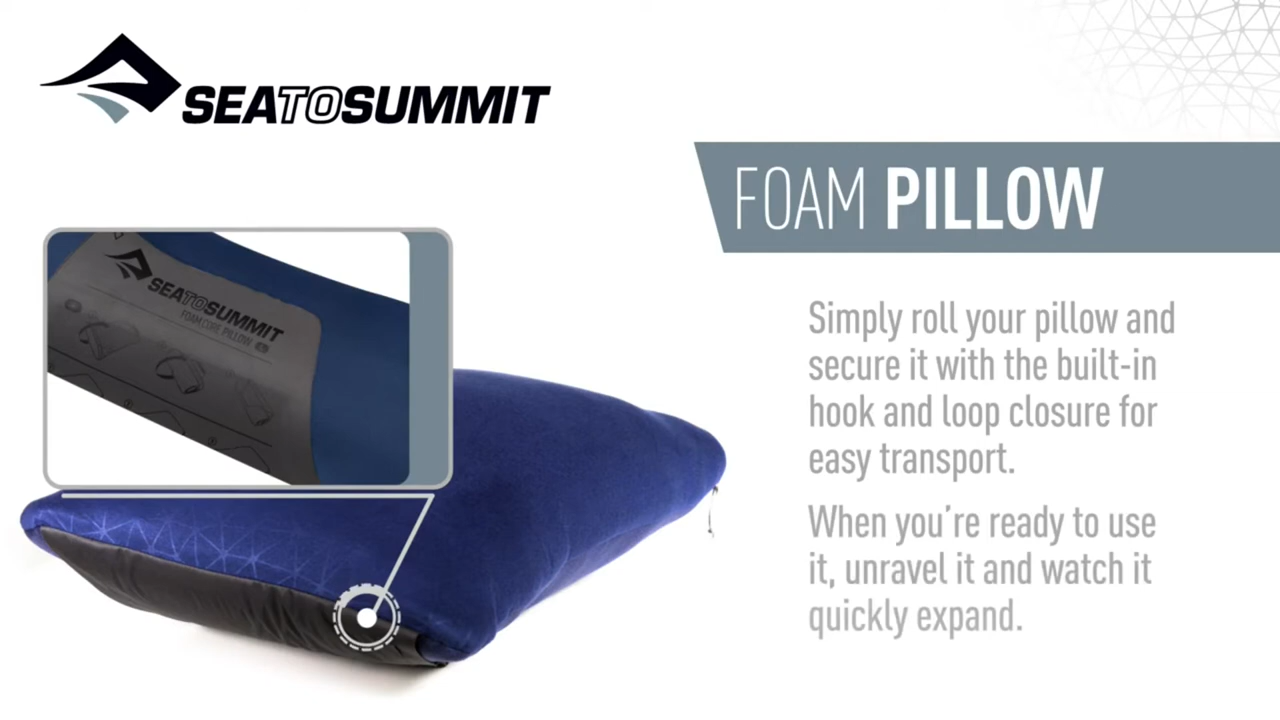 SEATOSUMMIT
FOAM PILLOW
SEATOSUMMIT
FOAM CORE PILLOW
Simply roll your pillow and
secure it with the built-in
hook and loop closure for
easy transport.
When you're ready to use
it, unravel it and watch it
quickly expand.